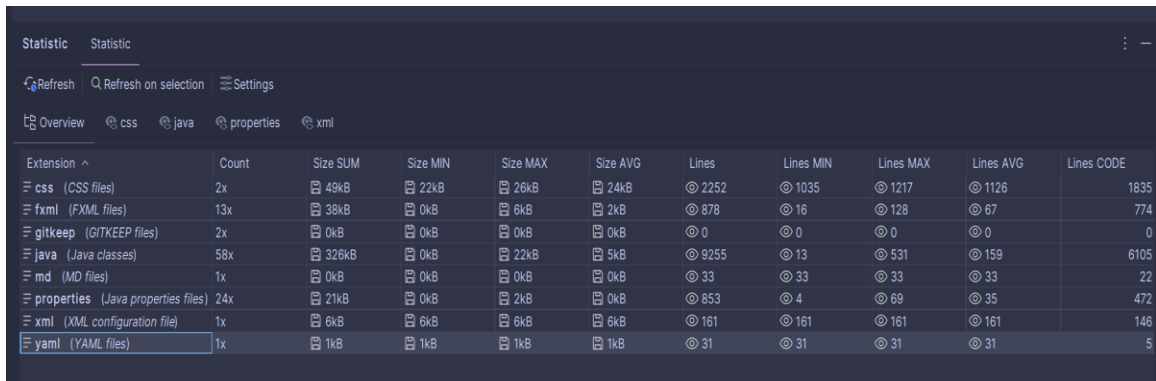 Statistic Statistic
Refresh Refresh on selection Settings
Overview css java properties xml
Extension Count Size SUM Size MIN Size MAX Size AVG Lines Lines MIN Lines MAX Lines AVG Lines CODE
css (CSS files) 2x 49kB 22kB 26kB 24kB 2252 1035 1217 1126 1835
fxml (FXML files) 13x 38kB 0kB 6kB 2kB 878 16 128 67 774
gitkeep (GITKEEP files) 2x 0kB 0kB 0kB 0kB 0 0 0 0 0
java (Java classes) 58x 326kB 0kB 22kB 5kB 9255 13 531 159 6105
md (MD files) 1x 0kB 0kB 0kB 0kB 33 33 33 33 22
properties (Java properties files) 24x 21kB 0kB 2kB 0kB 853 4 69 35 472
xml (XML configuration file) 1x 6kB 6kB 6kB 6kB 161 161 161 161 146
yaml (YAML files) 1x 1kB 1kB 1kB 1kB 31 31 31 31 5